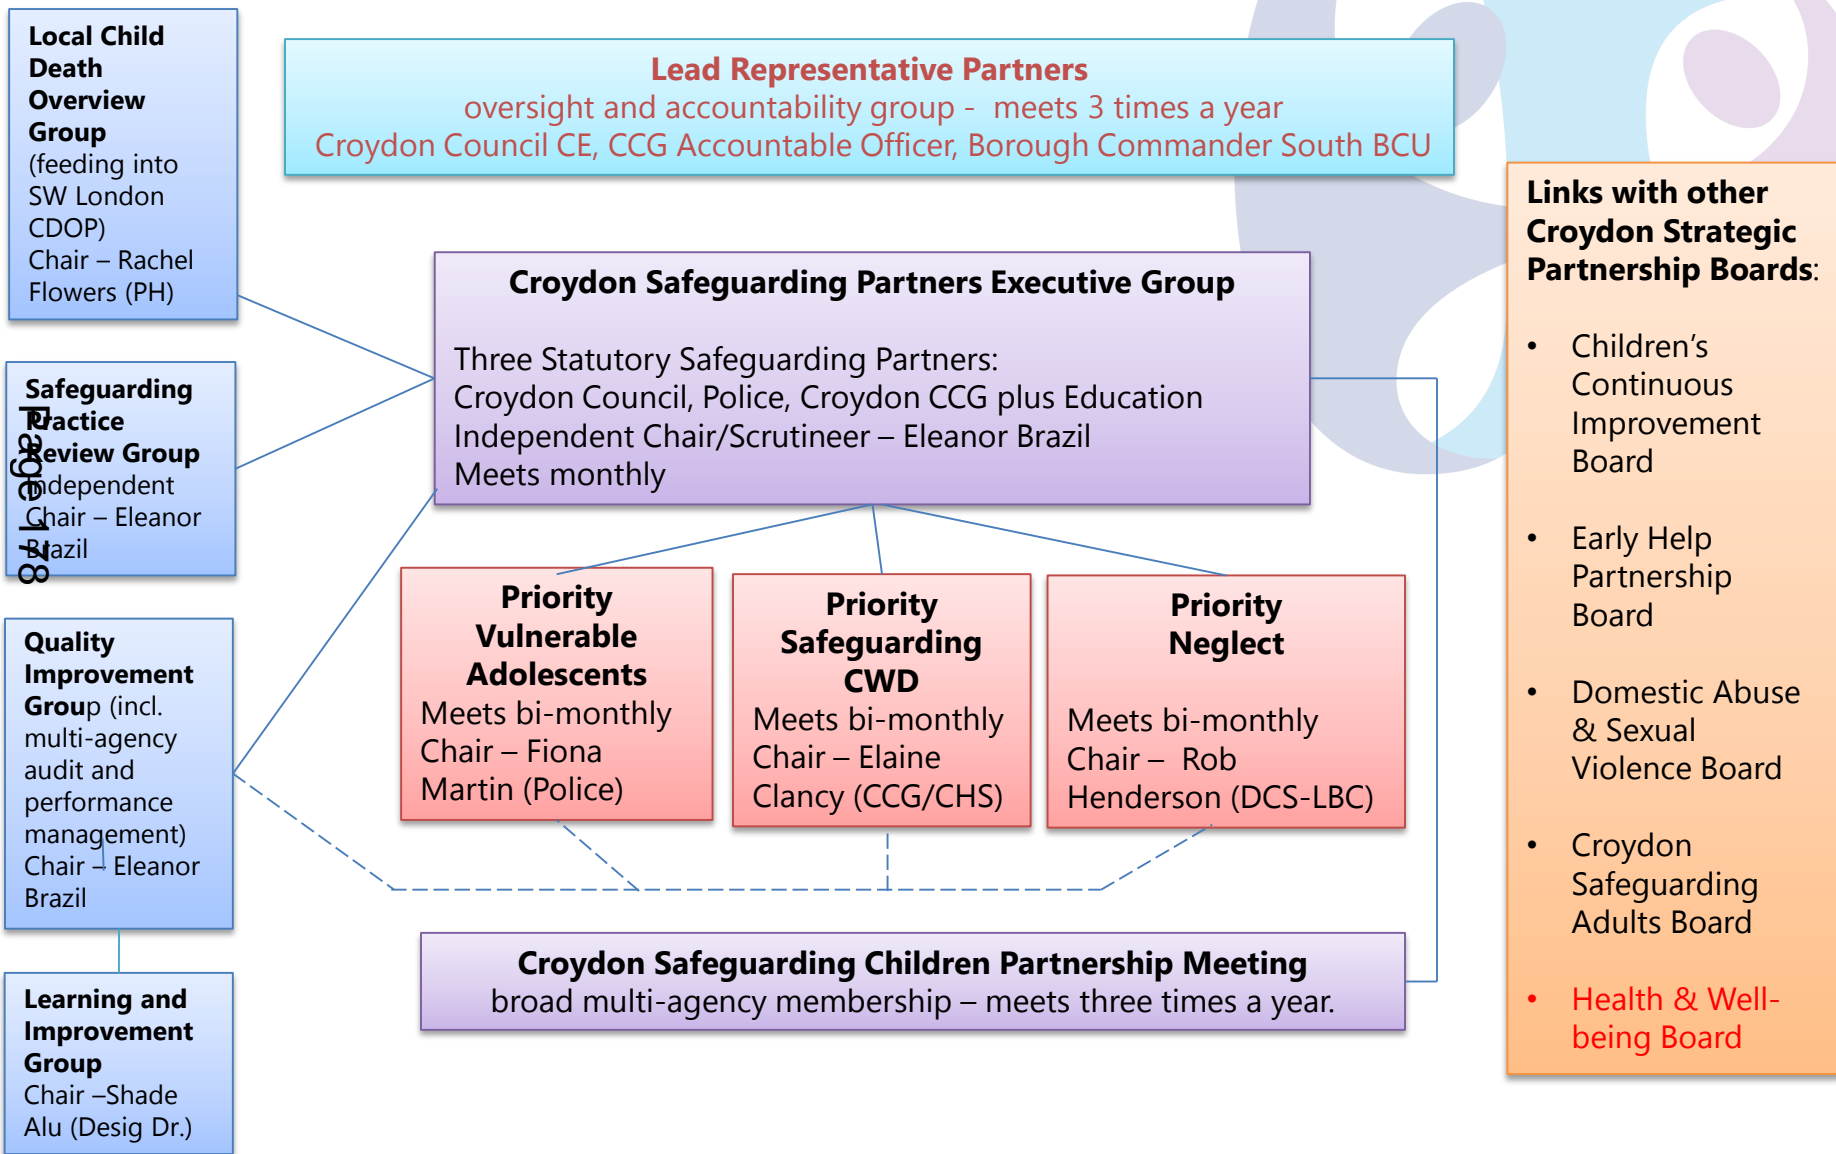 Local Child
Death
Overview
Group
(feeding into
SW London
CDOP)
Chair – Rachel
Flowers (PH)
Lead Representative Partners
oversight and accountability group -  meets 3 times a year
Croydon Council CE, CCG Accountable Officer, Borough Commander South BCU
Safeguarding
Practice
Review Group
Independent
Chair – Eleanor
Brazil
Page 178
Croydon Safeguarding Partners Executive Group
Three Statutory Safeguarding Partners:
Croydon Council, Police, Croydon CCG plus Education
Independent Chair/Scrutineer – Eleanor Brazil
Meets monthly
Quality
Improvement
Group (incl.
multi-agency
audit and
performance
management)
Chair – Eleanor
Brazil
Priority
Vulnerable
Adolescents
Meets bi-monthly
Chair – Fiona
Martin (Police)
Priority
Safeguarding
CWD
Meets bi-monthly
Chair – Elaine
Clancy (CCG/CHS)
Priority
Neglect
Meets bi-monthly
Chair –  Rob
Henderson (DCS-LBC)
Learning and
Improvement
Group
Chair –Shade
Alu (Desig Dr.)
Croydon Safeguarding Children Partnership Meeting
broad multi-agency membership – meets three times a year.
Links with other
Croydon Strategic
Partnership Boards:
• Children’s
Continuous
Improvement
Board
• Early Help
Partnership
Board
• Domestic Abuse
& Sexual
Violence Board
• Croydon
Safeguarding
Adults Board
• Health & Well-
being Board